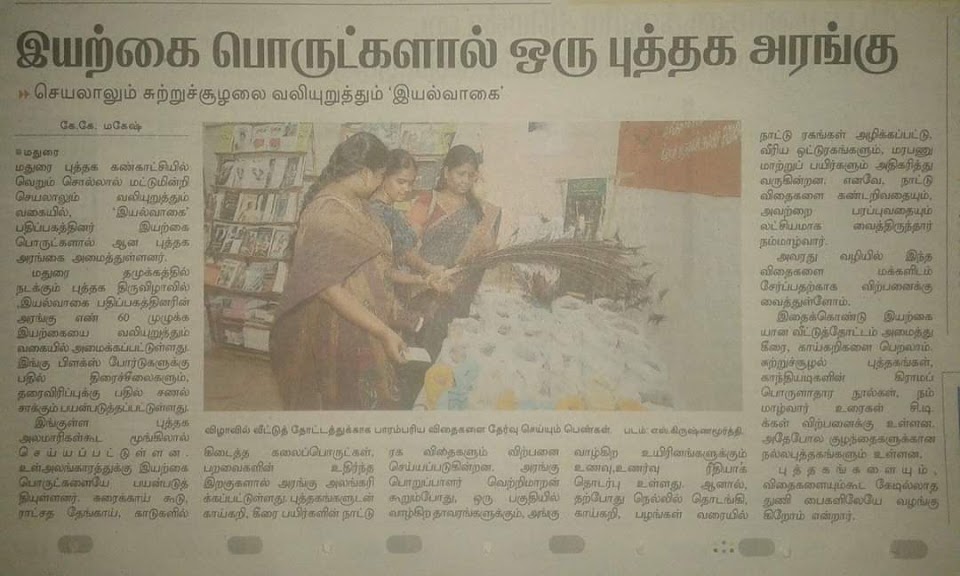 இயற்கை பொருட்களால் ஒரு புத்தக அரங்கு
செயலாலும் சுற்றுச்சூழலை வலியுறுத்தும் ‘இயல்வாகை’
கே.கே. மகேஷ்
மதுரை
மதுரை புத்தக கண்காட்சியில்
வெறும் சொல்லால் மட்டுமின்றி
செயலாலும் வலியுறுத்தும்
வகையில், ‘இயல்வாகை’
பதிப்பகத்தினர் இயற்கை
பொருட்களால் ஆன புத்தக
அரங்கை அமைத்துள்ளனர்.
மதுரை தமுக்கத்தில்
நடக்கும் புத்தக திருவிழாவில்
,இயல்வாகை பதிப்பகத்தினரின்
அரங்கு எண் 60 முழுக்க
இயற்கையை வலியுறுத்தும்
வகையில் அமைக்கப்பட்டுள்ளது.
இங்கு பிளக்ஸ் போர்டுகளுக்கு
பதில் திரைச்சீலைகளும்,
தரைவிரிப்புக்கு பதில் சணல்
சாக்கும் பயன்படுத்தப்பட்டுள்ளது.
இங்குள்ள புத்தக
அலமாரிகள்கூட மூங்கிலால்
செய்யப்பட்டுள்ளன.
உள்அலங்காரத்துக்கு இயற்கை
பொருள்களையே பயன்படுத்
தியுள்ளனர். சுரைக்காய் கூடு,
ராட்சத தேங்காய், காடுகளில்
விழாவில் வீட்டுத் தோட்டத்துக்காக பாரம்பரிய விதைகளை தேர்வு செய்யும் பெண்கள். படம்: எஸ்.கிருஷ்ணமூர்த்தி.
கிடைத்த கலைப்பொருட்கள்,
பறவைகளின் உதிர்ந்த
இறகுகளால் அரங்கு அலங்கரி
க்கப்பட்டுள்ளது. புத்தகங்களுடன்
காய்கறி, கீரை பயிர்களின் நாட்டு
ரக விதைகளும் விற்பனை
செய்யப்படுகின்றன. அரங்கு
பொறுப்பாளர் வெற்றிமாறன்
கூறும்போது, ஒரு பகுதியில்
வாழ்கிற தாவரங்களுக்கும், அங்கு
வாழ்கிற உயிரினங்களுக்கும்
உணவு,உணர்வு ரீதியாக்
தொடர்பு உள்ளது. ஆனால்,
தற்போது நெல்லில் தொடங்கி,
காய்கறி, பழங்கள் வரையில்
நாட்டு ரகங்கள் அழிக்கப்பட்டு,
வீரிய ஒட்டுரகங்களும், மரபணு
மாற்றுப் பயிர்களும் அதிகரித்து
வருகின்றன. எனவே, நாட்டு
விதைகளை கண்டறிவதையும்,
அவற்றை பரப்புவதையும்
லட்சியமாக வைத்திருந்தார்
நம்மாழ்வார்.
அவரது வழியில் இந்த
விதைகளை மக்களிடம்
சேர்ப்பதற்காக விற்பனைக்கு
வைத்துள்ளோம்.
இதைக்கொண்டு இயற்கை
யான வீட்டுத்தோட்டம் அமைத்து
கீரை, காய்கறிகளை பெறலாம்.
சுற்றுச்சூழல் புத்தகங்கள்,
காந்தியடிகளின் கிராமப்
பொருளாதார நூல்கள், நம்
மாழ்வார் உரைகள் சி.டி.
க்கள் விற்பனைக்கு உள்ளன.
அதேபோல குழந்தைகளுக்கான
நல்லபுத்தகங்களும் உள்ளன.
புத்தகங்களையும்,
விதைகளையும்கூட கேடில்லாத
துணி பைகளிலேயே வழங்கு
கிறோம் என்றார்.